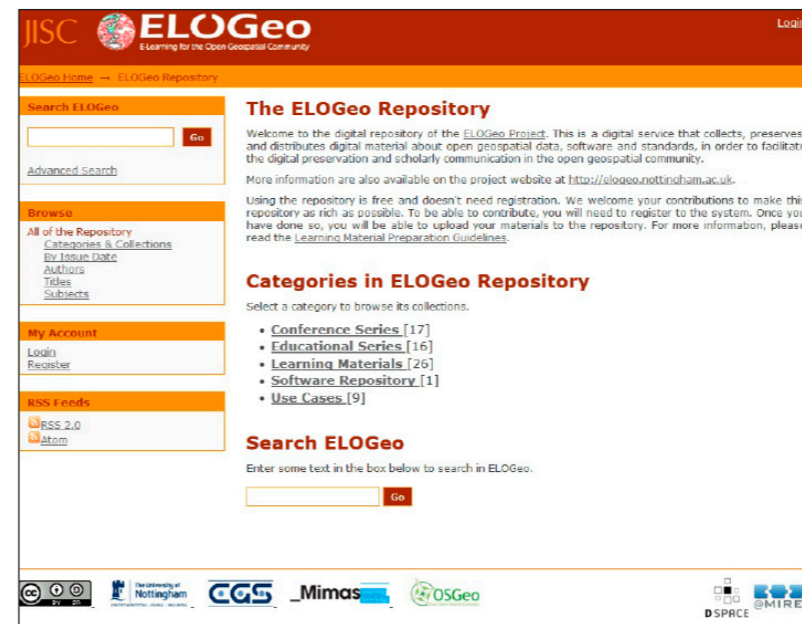 JISC ELOGeo
E-Learning for the Open Geospatial Community
Login
ELOGeo Home → ELOGeo Repository
Search ELOGeo
Go
Advanced Search
Browse
All of the Repository
Categories & Collections
By Issue Date
Authors
Titles
Subjects
My Account
Login
Register
RSS Feeds
RSS 2.0
Atom
The ELOGeo Repository
Welcome to the digital repository of the ELOGeo Project. This is a digital service that collects, preserves
and distributes digital material about open geospatial data, software and standards, in order to facilitate
the digital preservation and scholarly communication in the open geospatial community.
More information are also available on the project website at http://elogeo.nottingham.ac.uk.
Using the repository is free and doesn't need registration. We welcome your contributions to make this
repository as rich as possible. To be able to contribute, you will need to register to the system. Once you
have done so, you will be able to upload your materials to the repository. For more information, please
read the Learning Material Preparation Guidelines.
Categories in ELOGeo Repository
Select a category to browse its collections.
• Conference Series [17]
• Educational Series [16]
• Learning Materials [26]
• Software Repository [1]
• Use Cases [9]
Search ELOGeo
Enter some text in the box below to search in ELOGeo.
Go
cc BY SA
The University of
Nottingham
CGS
_Mimas
OSGeo
DSPACE
@MIRE